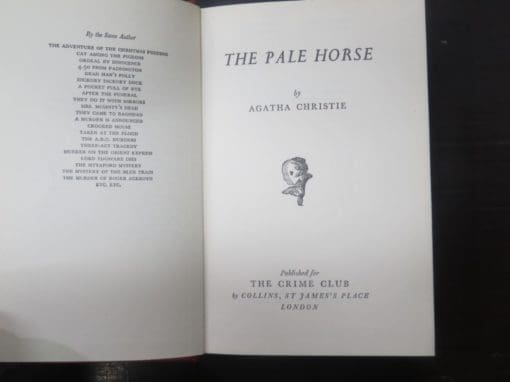 By the Same Author
THE ADVENTURE OF THE CHRISTMAS PUDDING
CAT AMONG THE PIGEONS
ORDEAL BY INNOCENCE
4.50 FROM PADDINGTON
DEAD MAN'S FOLLY
HICKORY DICKORY DOCK
A POCKET FULL OF RYE
AFTER THE FUNERAL
THEY DO IT WITH MIRRORS
MRS. MCGINTY'S DEAD
THEY CAME TO BAGHDAD
A MURDER IS ANNOUNCED
CROOKED HOUSE
TAKEN AT THE FLOOD
THE A.B.C. MURDERS
THREE-ACT TRAGEDY
MURDER ON THE ORIENT EXPRESS
LORD EDGWARE DIES
THE SITTAFORD MYSTERY
THE MYSTERY OF THE BLUE TRAIN
THE MURDER OF ROGER ACKROYD
ETC. ETC.
THE PALE HORSE
by
AGATHA CHRISTIE
Published for
THE CRIME CLUB
by COLLINS, ST JAMES'S PLACE
LONDON